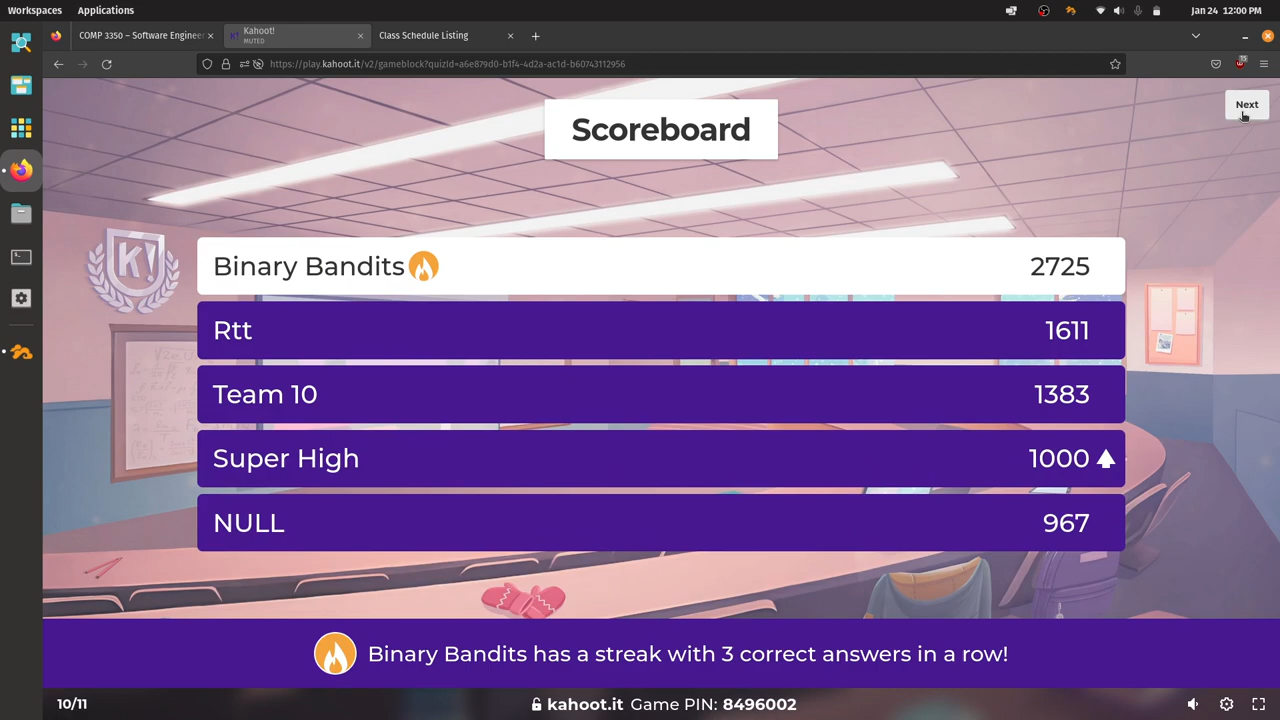 Workspaces Applications Jan 24 12:00 PM
COMP 3350 – Software Enginee Kahoot! MUTED Class Schedule Listing
https://play.kahoot.it/v2/gameblock?quizId=a6e879d0-b1f4-4d2a-ac1d-b60743112956
Next
Scoreboard
K!
Binary Bandits 2725
Rtt 1611
Team 10 1383
Super High 1000
NULL 967
Binary Bandits has a streak with 3 correct answers in a row!
10/11 kahoot.it Game PIN: 8496002